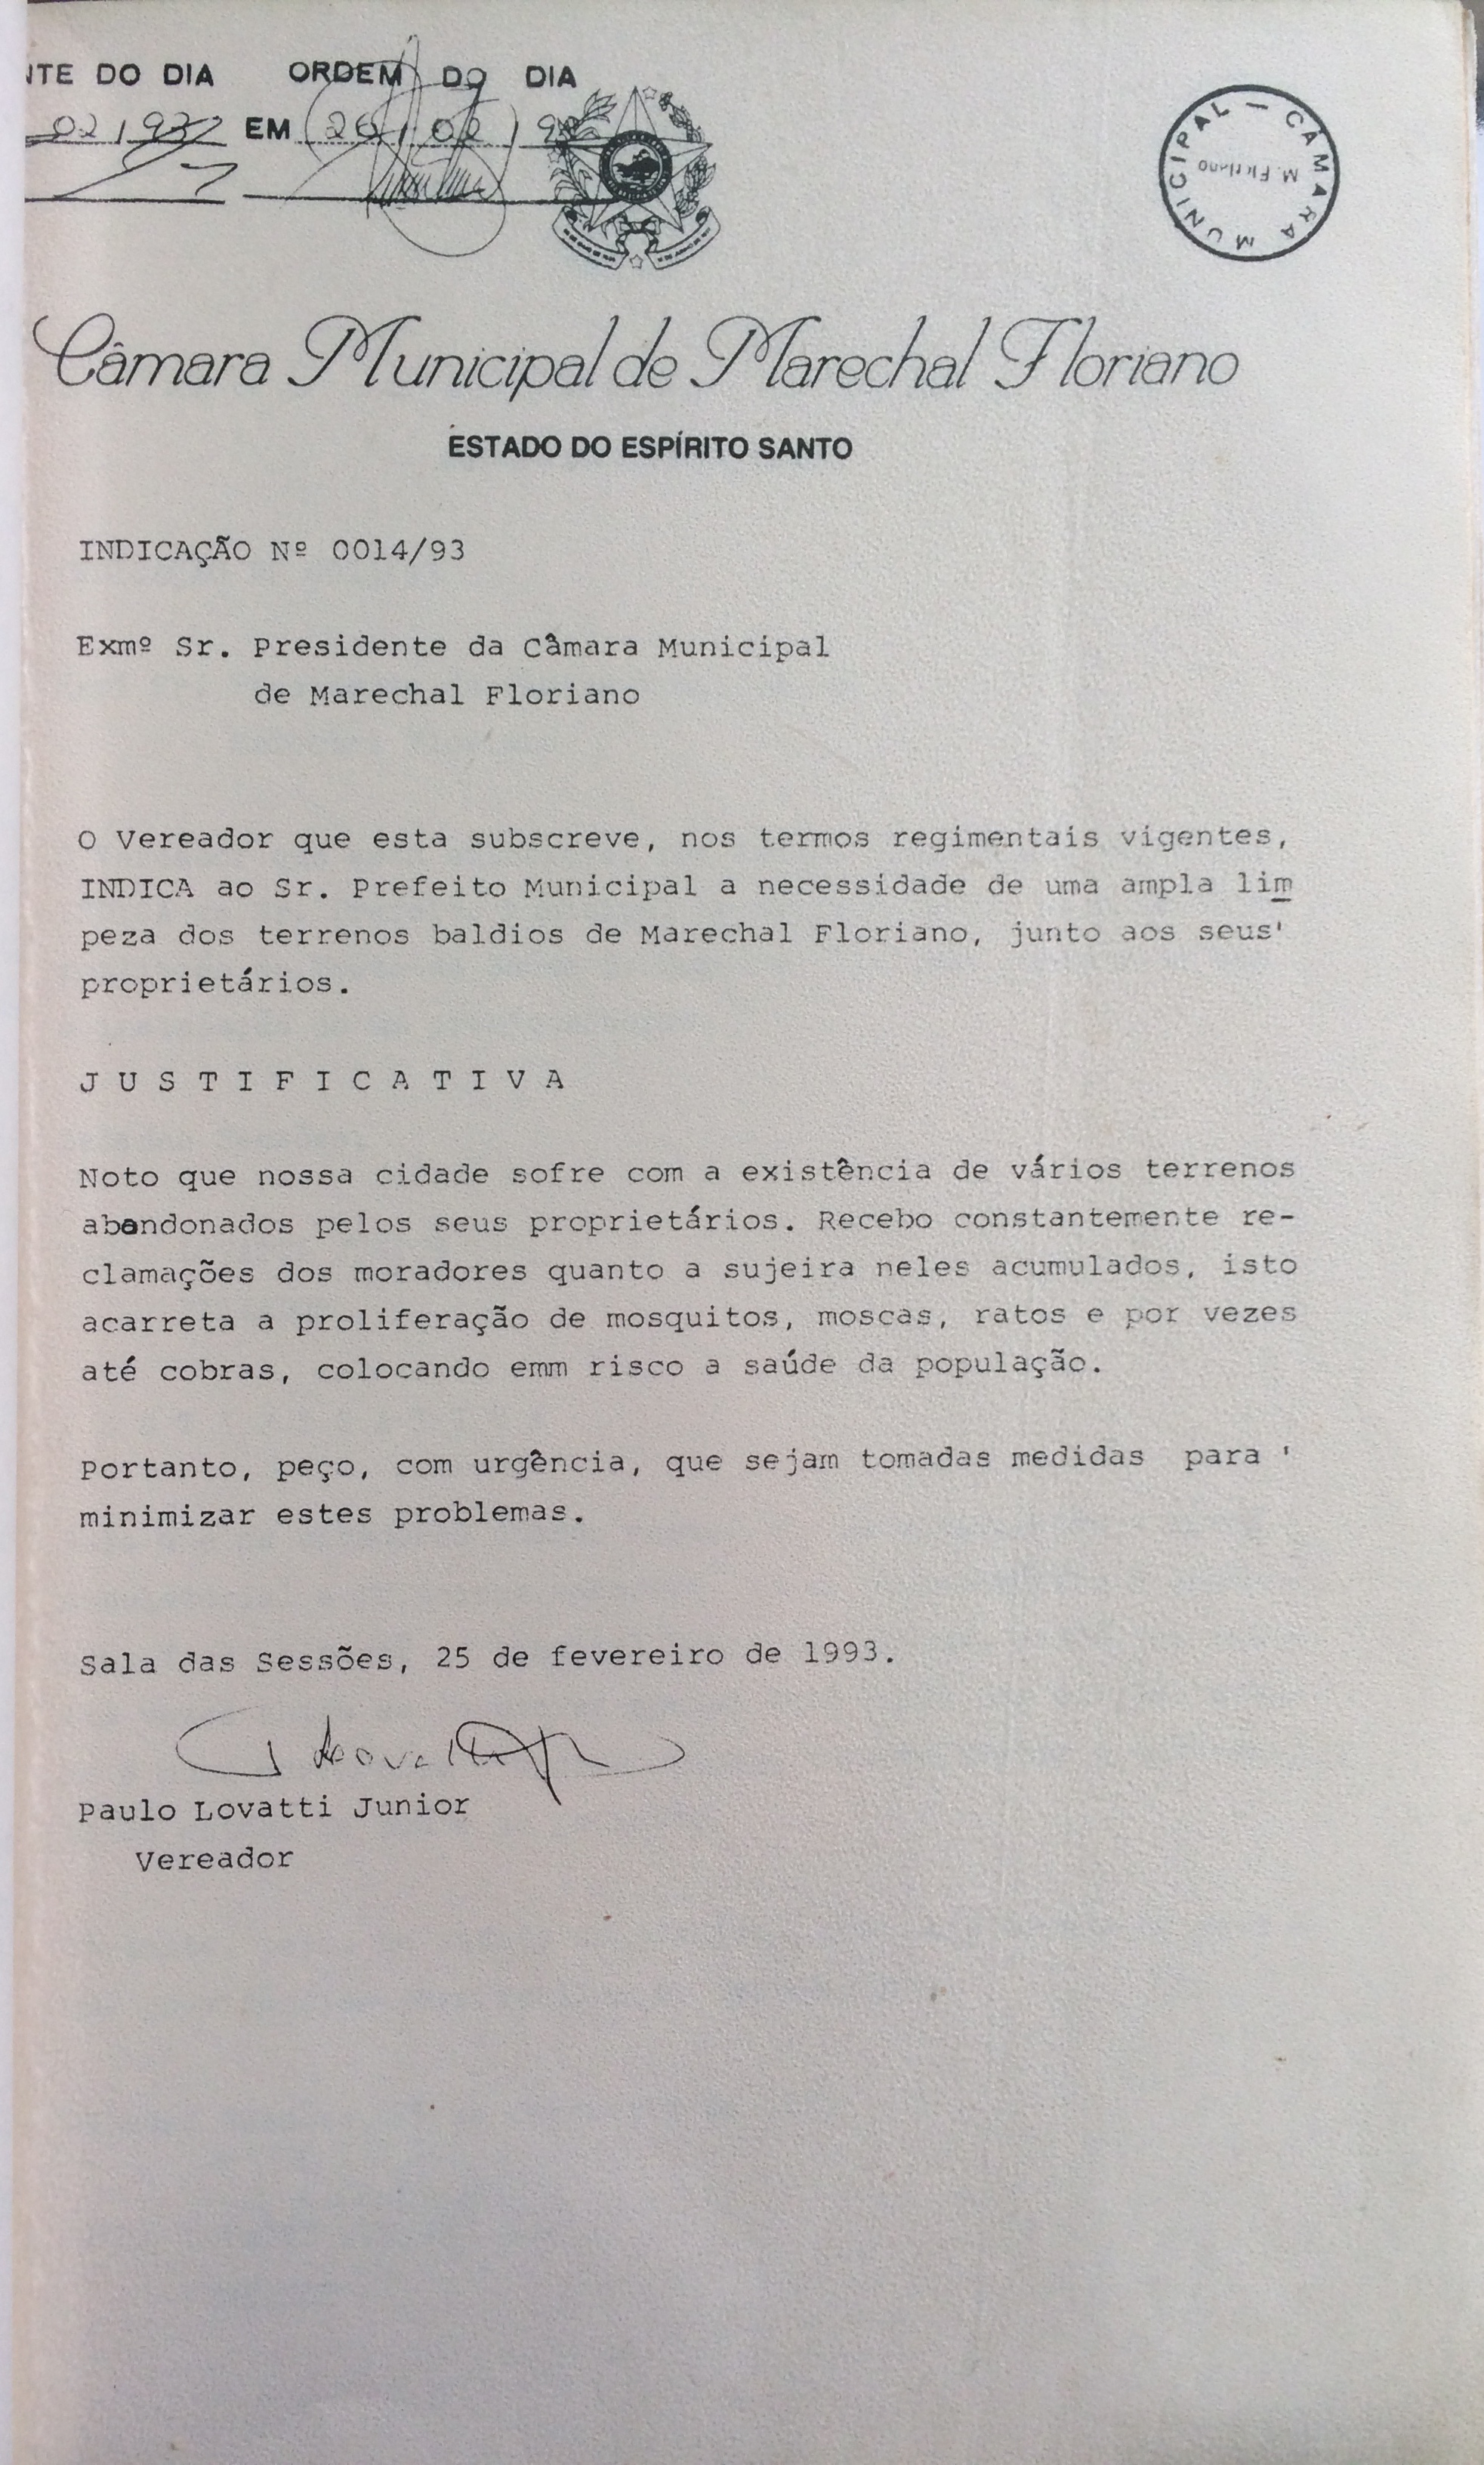 DO DIA ORDEM DO DIA
02/93 EM 26/02/9
CÂMARA MUNICIPAL —
M. Floriano
Câmara Municipal de Marechal Floriano
ESTADO DO ESPÍRITO SANTO
INDICAÇÃO Nº 0014/93
Exmº Sr. Presidente da Câmara Municipal
de Marechal Floriano
O Vereador que esta subscreve, nos termos regimentais vigentes,
INDICA ao Sr. Prefeito Municipal a necessidade de uma ampla lim
peza dos terrenos baldios de Marechal Floriano, junto aos seus'
proprietários.
J U S T I F I C A T I V A
Noto que nossa cidade sofre com a existência de vários terrenos
abandonados pelos seus proprietários. Recebo constantemente re-
clamações dos moradores quanto a sujeira neles acumulados, isto
acarreta a proliferação de mosquitos, moscas, ratos e por vezes
até cobras, colocando emm risco a saúde da população.
Portanto, peço, com urgência, que sejam tomadas medidas para '
minimizar estes problemas.
Sala das Sessões, 25 de fevereiro de 1993.
Paulo Lovatti Junior
Vereador